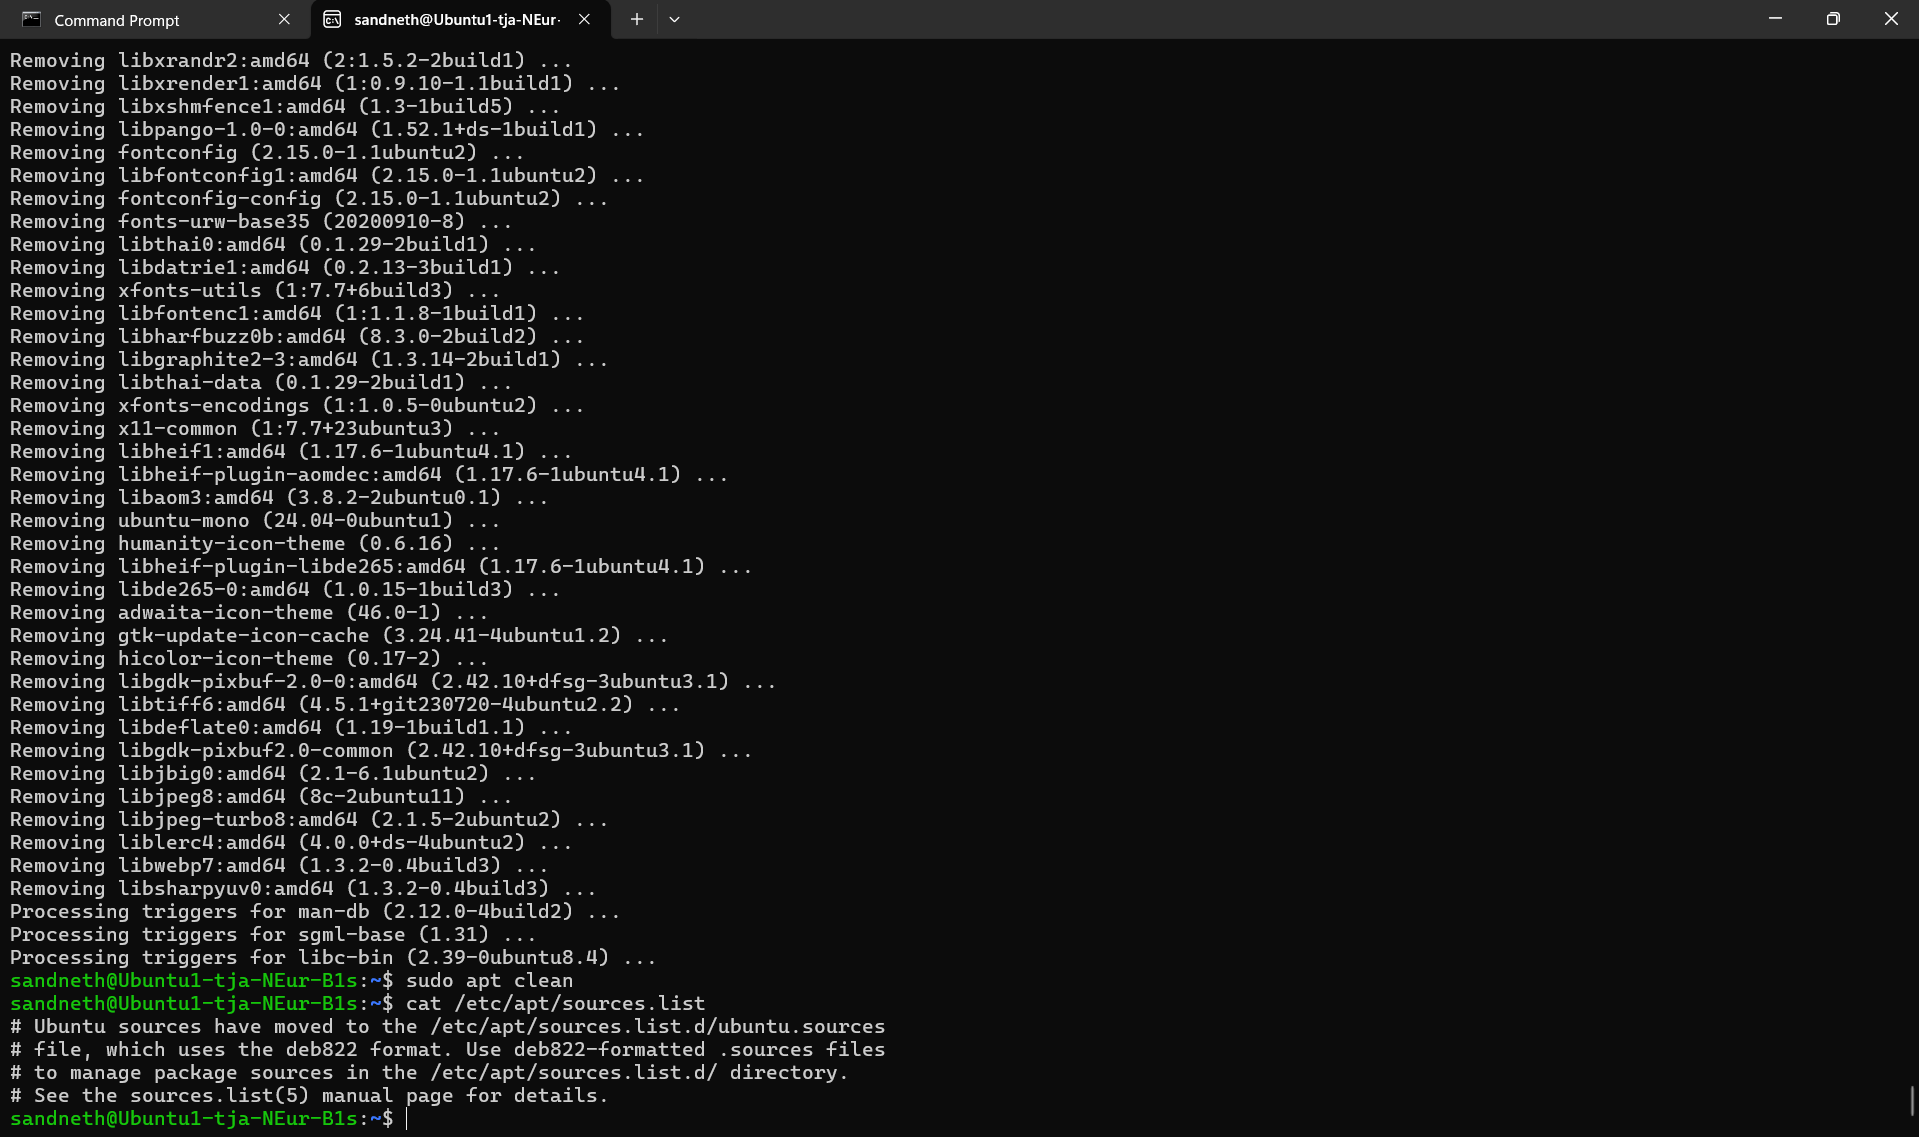 Command Prompt
sandneth@Ubuntu1-tja-NEur-
Removing libxrandr2:amd64 (2:1.5.2-2build1) ...
Removing libxrender1:amd64 (1:0.9.10-1.1build1) ...
Removing libxshmfence1:amd64 (1.3-1build5) ...
Removing libpango-1.0-0:amd64 (1.52.1+ds-1build1) ...
Removing fontconfig (2.15.0-1.1ubuntu2) ...
Removing libfontconfig1:amd64 (2.15.0-1.1ubuntu2) ...
Removing fontconfig-config (2.15.0-1.1ubuntu2) ...
Removing fonts-urw-base35 (20200910-8) ...
Removing libthai0:amd64 (0.1.29-2build1) ...
Removing libdatrie1:amd64 (0.2.13-3build1) ...
Removing xfonts-utils (1:7.7+6build3) ...
Removing libfontenc1:amd64 (1:1.1.8-1build1) ...
Removing libharfbuzz0b:amd64 (8.3.0-2build2) ...
Removing libgraphite2-3:amd64 (1.3.14-2build1) ...
Removing libthai-data (0.1.29-2build1) ...
Removing xfonts-encodings (1:1.0.5-0ubuntu2) ...
Removing x11-common (1:7.7+23ubuntu3) ...
Removing libheif1:amd64 (1.17.6-1ubuntu4.1) ...
Removing libheif-plugin-aomdec:amd64 (1.17.6-1ubuntu4.1) ...
Removing libaom3:amd64 (3.8.2-2ubuntu0.1) ...
Removing ubuntu-mono (24.04-0ubuntu1) ...
Removing humanity-icon-theme (0.6.16) ...
Removing libheif-plugin-libde265:amd64 (1.17.6-1ubuntu4.1) ...
Removing libde265-0:amd64 (1.0.15-1build3) ...
Removing adwaita-icon-theme (46.0-1) ...
Removing gtk-update-icon-cache (3.24.41-4ubuntu1.2) ...
Removing hicolor-icon-theme (0.17-2) ...
Removing libgdk-pixbuf-2.0-0:amd64 (2.42.10+dfsg-3ubuntu3.1) ...
Removing libtiff6:amd64 (4.5.1+git230720-4ubuntu2.2) ...
Removing libdeflate0:amd64 (1.19-1build1.1) ...
Removing libgdk-pixbuf2.0-common (2.42.10+dfsg-3ubuntu3.1) ...
Removing libjbig0:amd64 (2.1-6.1ubuntu2) ...
Removing libjpeg8:amd64 (8c-2ubuntu11) ...
Removing libjpeg-turbo8:amd64 (2.1.5-2ubuntu2) ...
Removing liblerc4:amd64 (4.0.0+ds-4ubuntu2) ...
Removing libwebp7:amd64 (1.3.2-0.4build3) ...
Removing libsharpyuv0:amd64 (1.3.2-0.4build3) ...
Processing triggers for man-db (2.12.0-4build2) ...
Processing triggers for sgml-base (1.31) ...
Processing triggers for libc-bin (2.39-0ubuntu8.4) ...
sandneth@Ubuntu1-tja-NEur-B1s:~$ sudo apt clean
sandneth@Ubuntu1-tja-NEur-B1s:~$ cat /etc/apt/sources.list
# Ubuntu sources have moved to the /etc/apt/sources.list.d/ubuntu.sources
# file, which uses the deb822 format. Use deb822-formatted .sources files
# to manage package sources in the /etc/apt/sources.list.d/ directory.
# See the sources.list(5) manual page for details.
sandneth@Ubuntu1-tja-NEur-B1s:~$